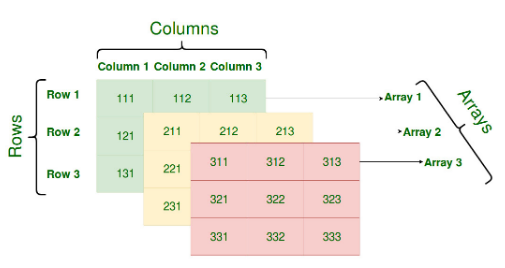 Columns
Column 1 Column 2 Column 3
Rows
Row 1
111 112 113
Array 1
Row 2
121
211 212 213
Array 2
Row 3
131
221
311 312 313
Array 3
231
321 322 323
331 332 333
Arrays